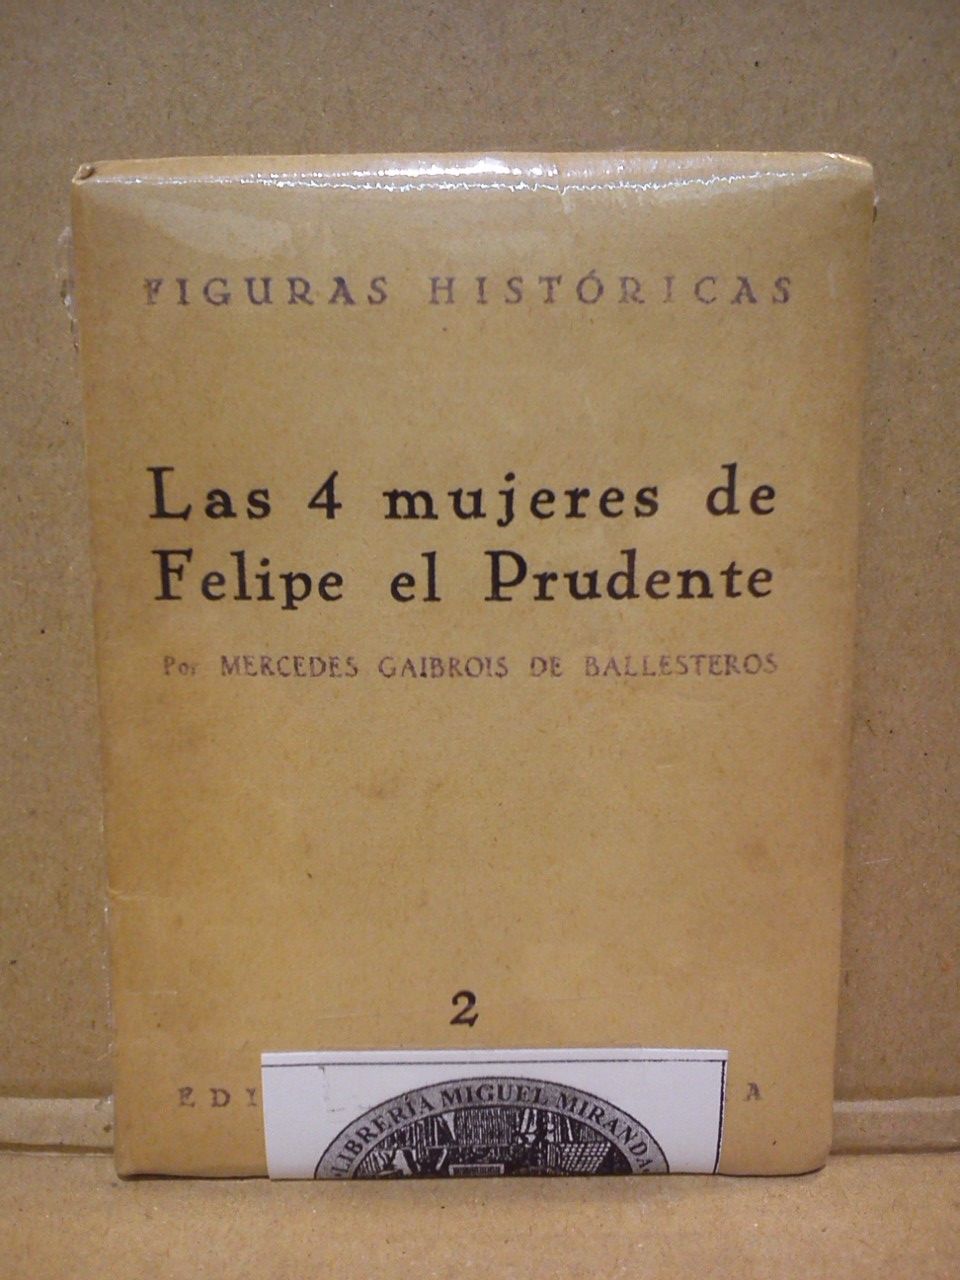 FIGURAS HISTÓRICAS
Las 4 mujeres de
Felipe el Prudente
Por MERCEDES GAIBROIS DE BALLESTEROS
2
LIBRERÍA MIGUEL MIRANDA